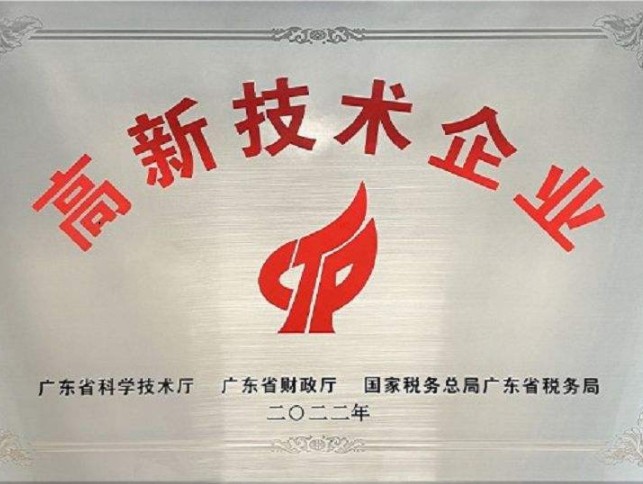 高新技术企业
CTP
广东省科学技术厅 广东省财政厅 国家税务总局广东省税务局
二〇二二年